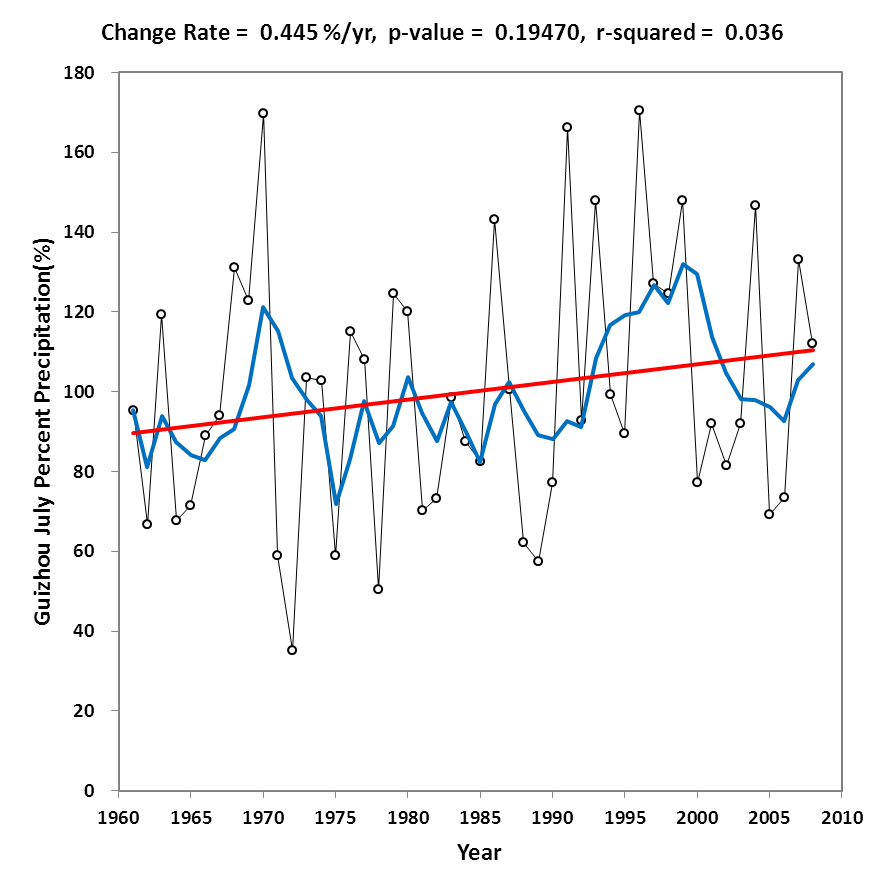 Change Rate = 0.445 %/yr, p-value = 0.19470, r-squared = 0.036
180
160
140
120
100
80
60
40
20
0
Guizhou July Percent Precipitation(%)
1960 1965 1970 1975 1980 1985 1990 1995 2000 2005 2010
Year